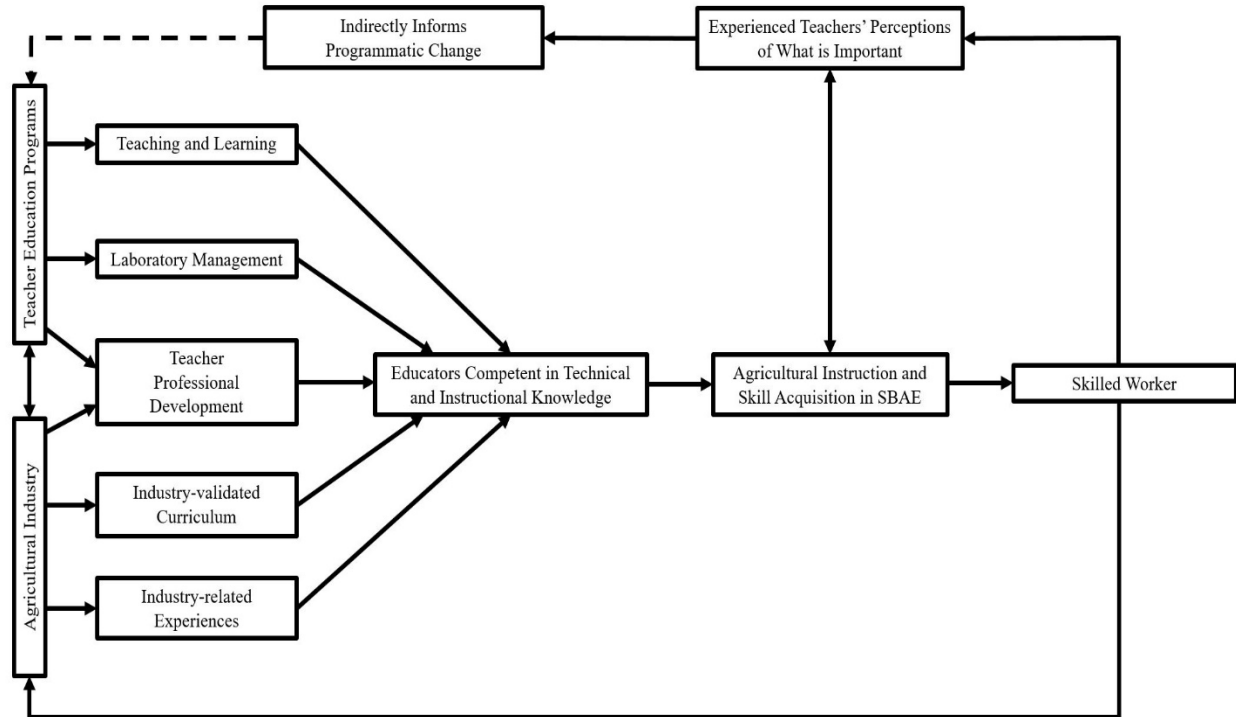 Indirectly Informs
Programmatic Change
Experienced Teachers’ Perceptions
of What is Important
Teacher Education Programs
Teaching and Learning
Laboratory Management
Teacher
Professional
Development
Educators Competent in Technical
and Instructional Knowledge
Agricultural Instruction and
Skill Acquisition in SBAE
Skilled Worker
Agricultural Industry
Industry-validated
Curriculum
Industry-related
Experiences